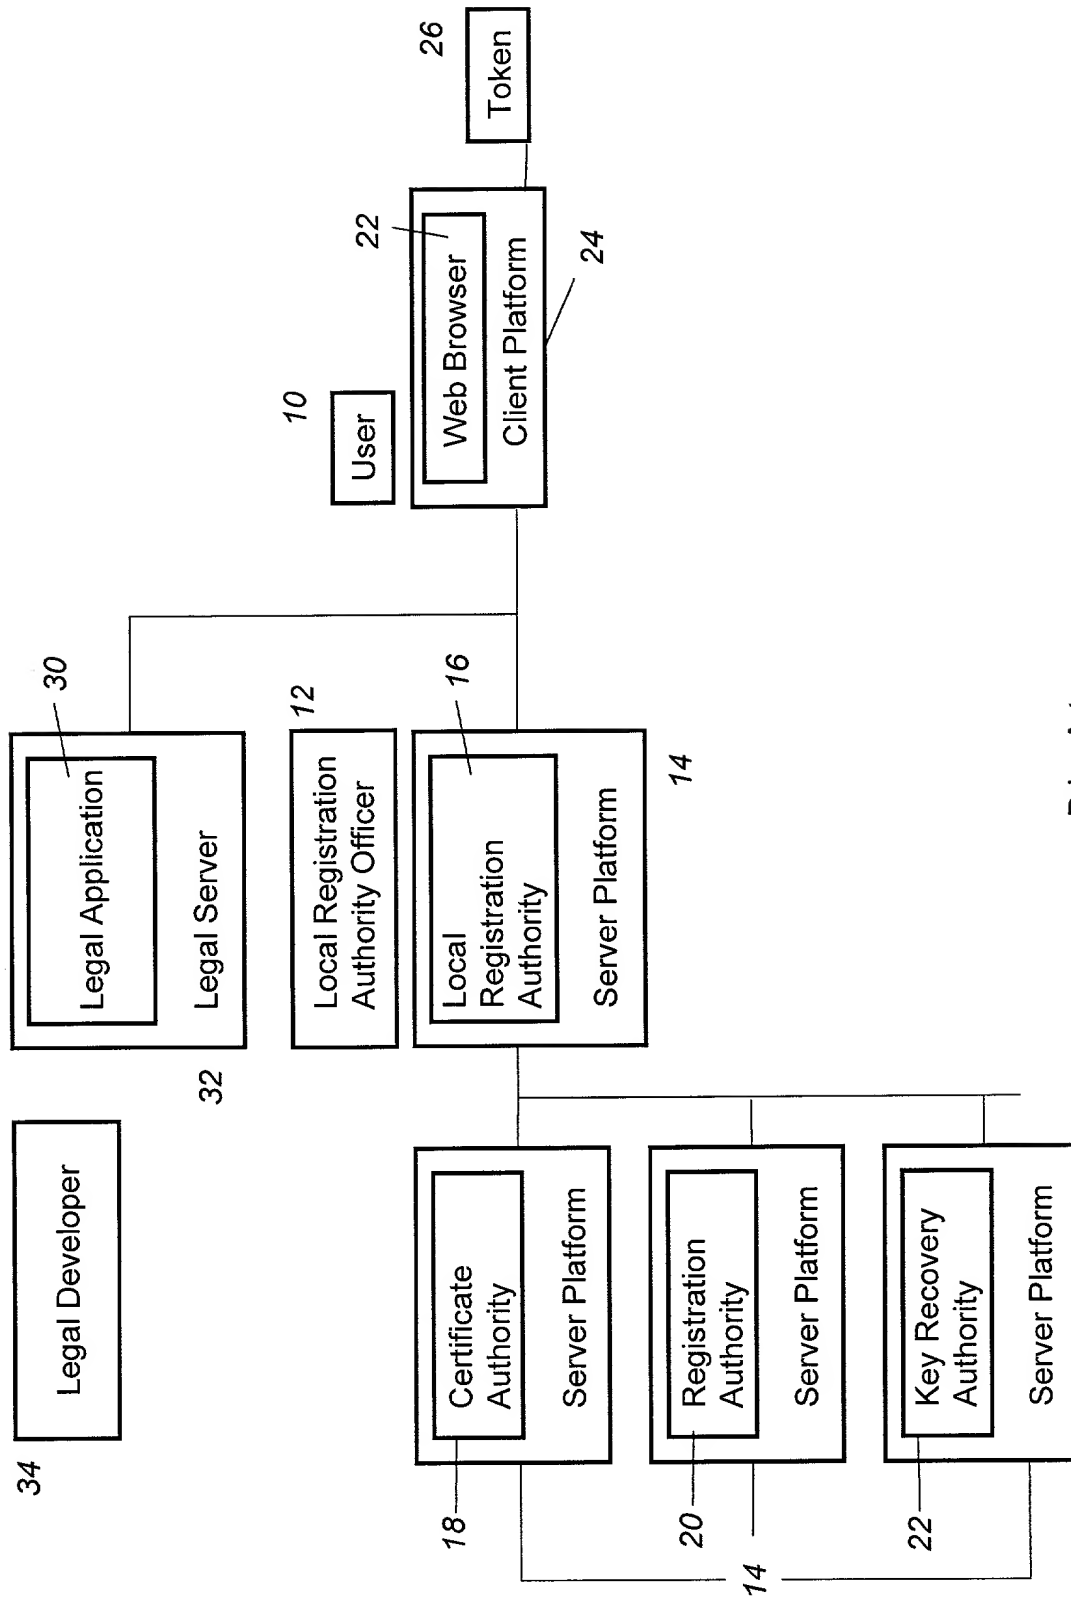 34
Legal Developer
32
Legal Application
Legal Server
30
Local Registration
Authority Officer
12
Local
Registration
Authority
Server Platform
16
14
User
10
Web Browser
Client Platform
22
24
Token
26
Certificate
Authority
Server Platform
18
Registration
Authority
Server Platform
20
Key Recovery
Authority
Server Platform
22
14